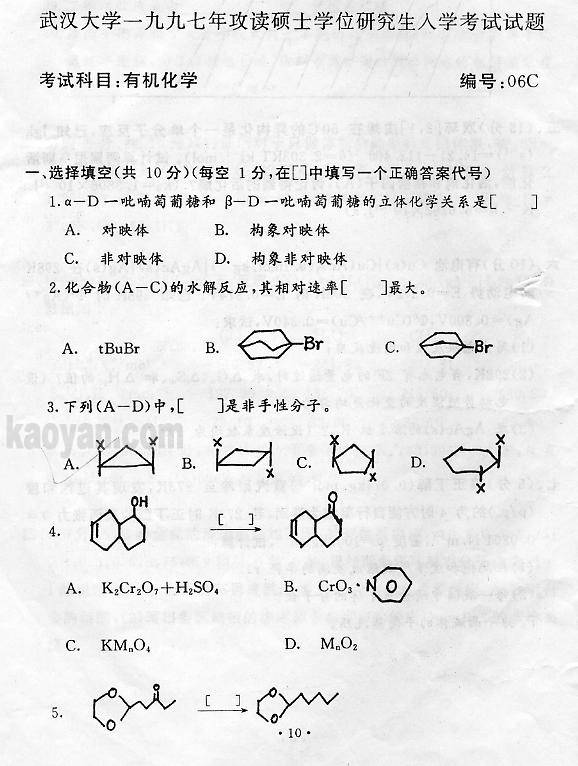 武汉大学一九九七年攻读硕士学位研究生入学考试试题
考试科目:有机化学 编号:06C
一、选择填空(共 10 分)(每空 1 分,在[]中填写一个正确答案代号)
1.α—D 一吡喃萄葡糖和 β—D 一吡喃萄葡糖的立体化学关系是[ ]
A. 对映体 B. 构象对映体
C. 非对映体 D. 构象非对映体
2.化合物(A—C)的水解反应,其相对速率[ ]最大。
A. tBuBr B. Br C. Br
3.下列(A—D)中,[ ]是非手性分子。
kaoyan.com
A. X X B. X X C. X X D. X X
4. OH [ ] O
A. K₂Cr₂O₇+H₂SO₄ B. CrO₃·N O
C. KMₙO₄ D. MₙO₂
5. O O O [ ] O O
·10·